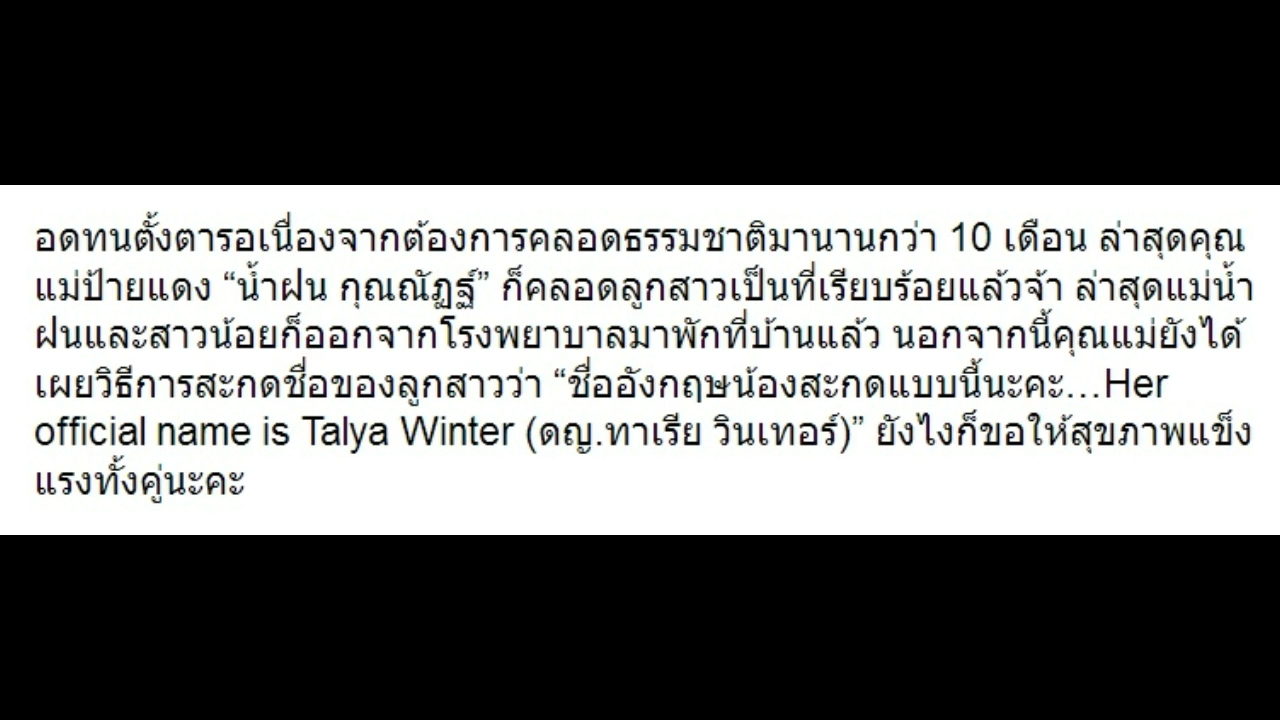 อดทนตั้งตารอเนื่องจากต้องการคลอดธรรมชาติมานานกว่า 10 เดือน ล่าสุดคุณ
แม่ป้ายแดง “น้ำฝน กุณณัฏฐ์” ก็คลอดลูกสาวเป็นที่เรียบร้อยแล้วจ้า ล่าสุดแม่น้ำ
ฝนและสาวน้อยก็ออกจากโรงพยาบาลมาพักที่บ้านแล้ว นอกจากนี้คุณแม่ยังได้
เผยวิธีการสะกดชื่อของลูกสาวว่า “ชื่ออังกฤษน้องสะกดแบบนี้นะคะ…Her
official name is Talya Winter (ดญ.ทาเรีย วินเทอร์)” ยังไงก็ขอให้สุขภาพแข็ง
แรงทั้งคู่นะคะ